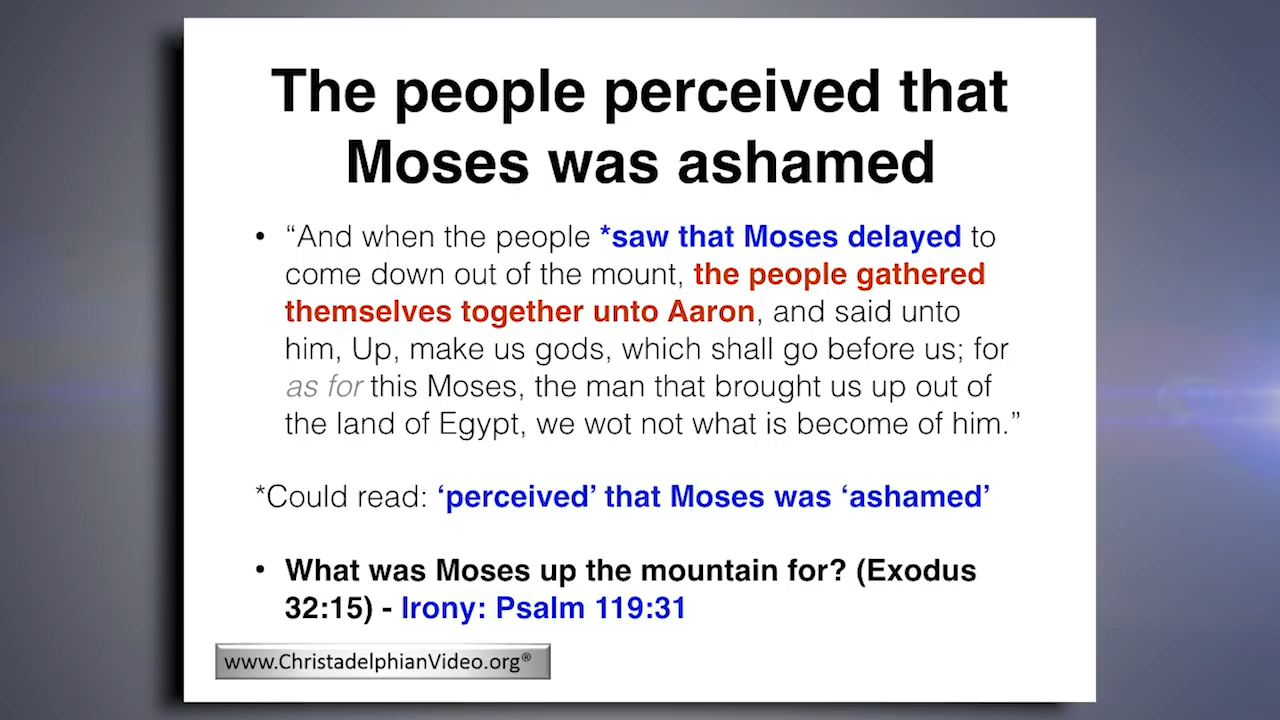 The people perceived that
Moses was ashamed
• “And when the people *saw that Moses delayed to
come down out of the mount, the people gathered
themselves together unto Aaron, and said unto
him, Up, make us gods, which shall go before us; for
as for this Moses, the man that brought us up out of
the land of Egypt, we wot not what is become of him.”
*Could read: ‘perceived’ that Moses was ‘ashamed’
• What was Moses up the mountain for? (Exodus
32:15) - Irony: Psalm 119:31
www.ChristadelphianVideo.org®